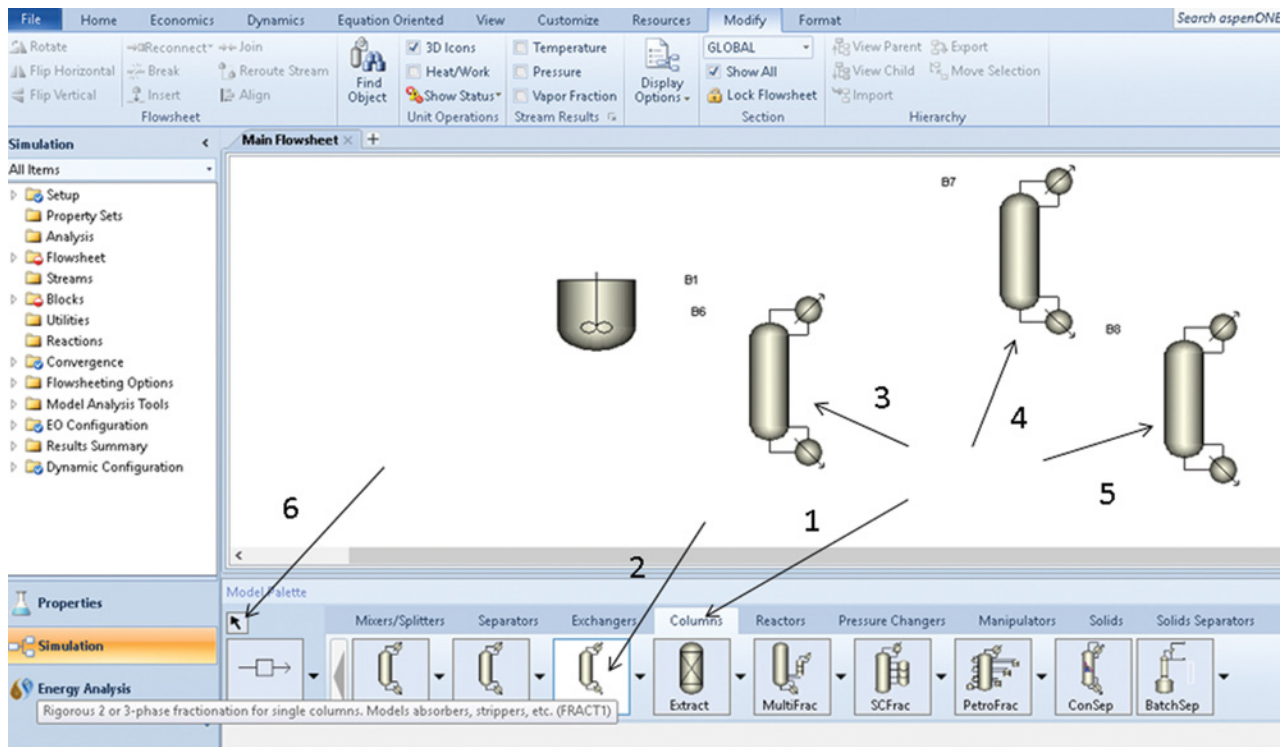 File Home Economics Dynamics Equation Oriented View Customize Resources Modify Format Search aspenONE
Rotate Reconnect Join
Flip Horizontal Break Reroute Stream
Flip Vertical Insert Align
Flowsheet
Find Object
3D Icons
Heat/Work
Show Status
Unit Operations
Temperature
Pressure
Vapor Fraction
Stream Results
Display Options
GLOBAL
Show All
Lock Flowsheet
Section
View Parent Export
View Child Move Selection
Import
Hierarchy
Simulation
All Items
Setup
Property Sets
Analysis
Flowsheet
Streams
Blocks
Utilities
Reactions
Convergence
Flowsheeting Options
Model Analysis Tools
EO Configuration
Results Summary
Dynamic Configuration
Properties
Simulation
Energy Analysis
Main Flowsheet
B7
B1
B6
B8
3
4
5
1
6
2
Model Palette
Mixers/Splitters Separators Exchangers Columns Reactors Pressure Changers Manipulators Solids Solids Separators
Extract MultiFrac SCFrac PetroFrac ConSep BatchSep
Rigorous 2 or 3-phase fractionation for single columns. Models absorbers, strippers, etc. (FRACT1)